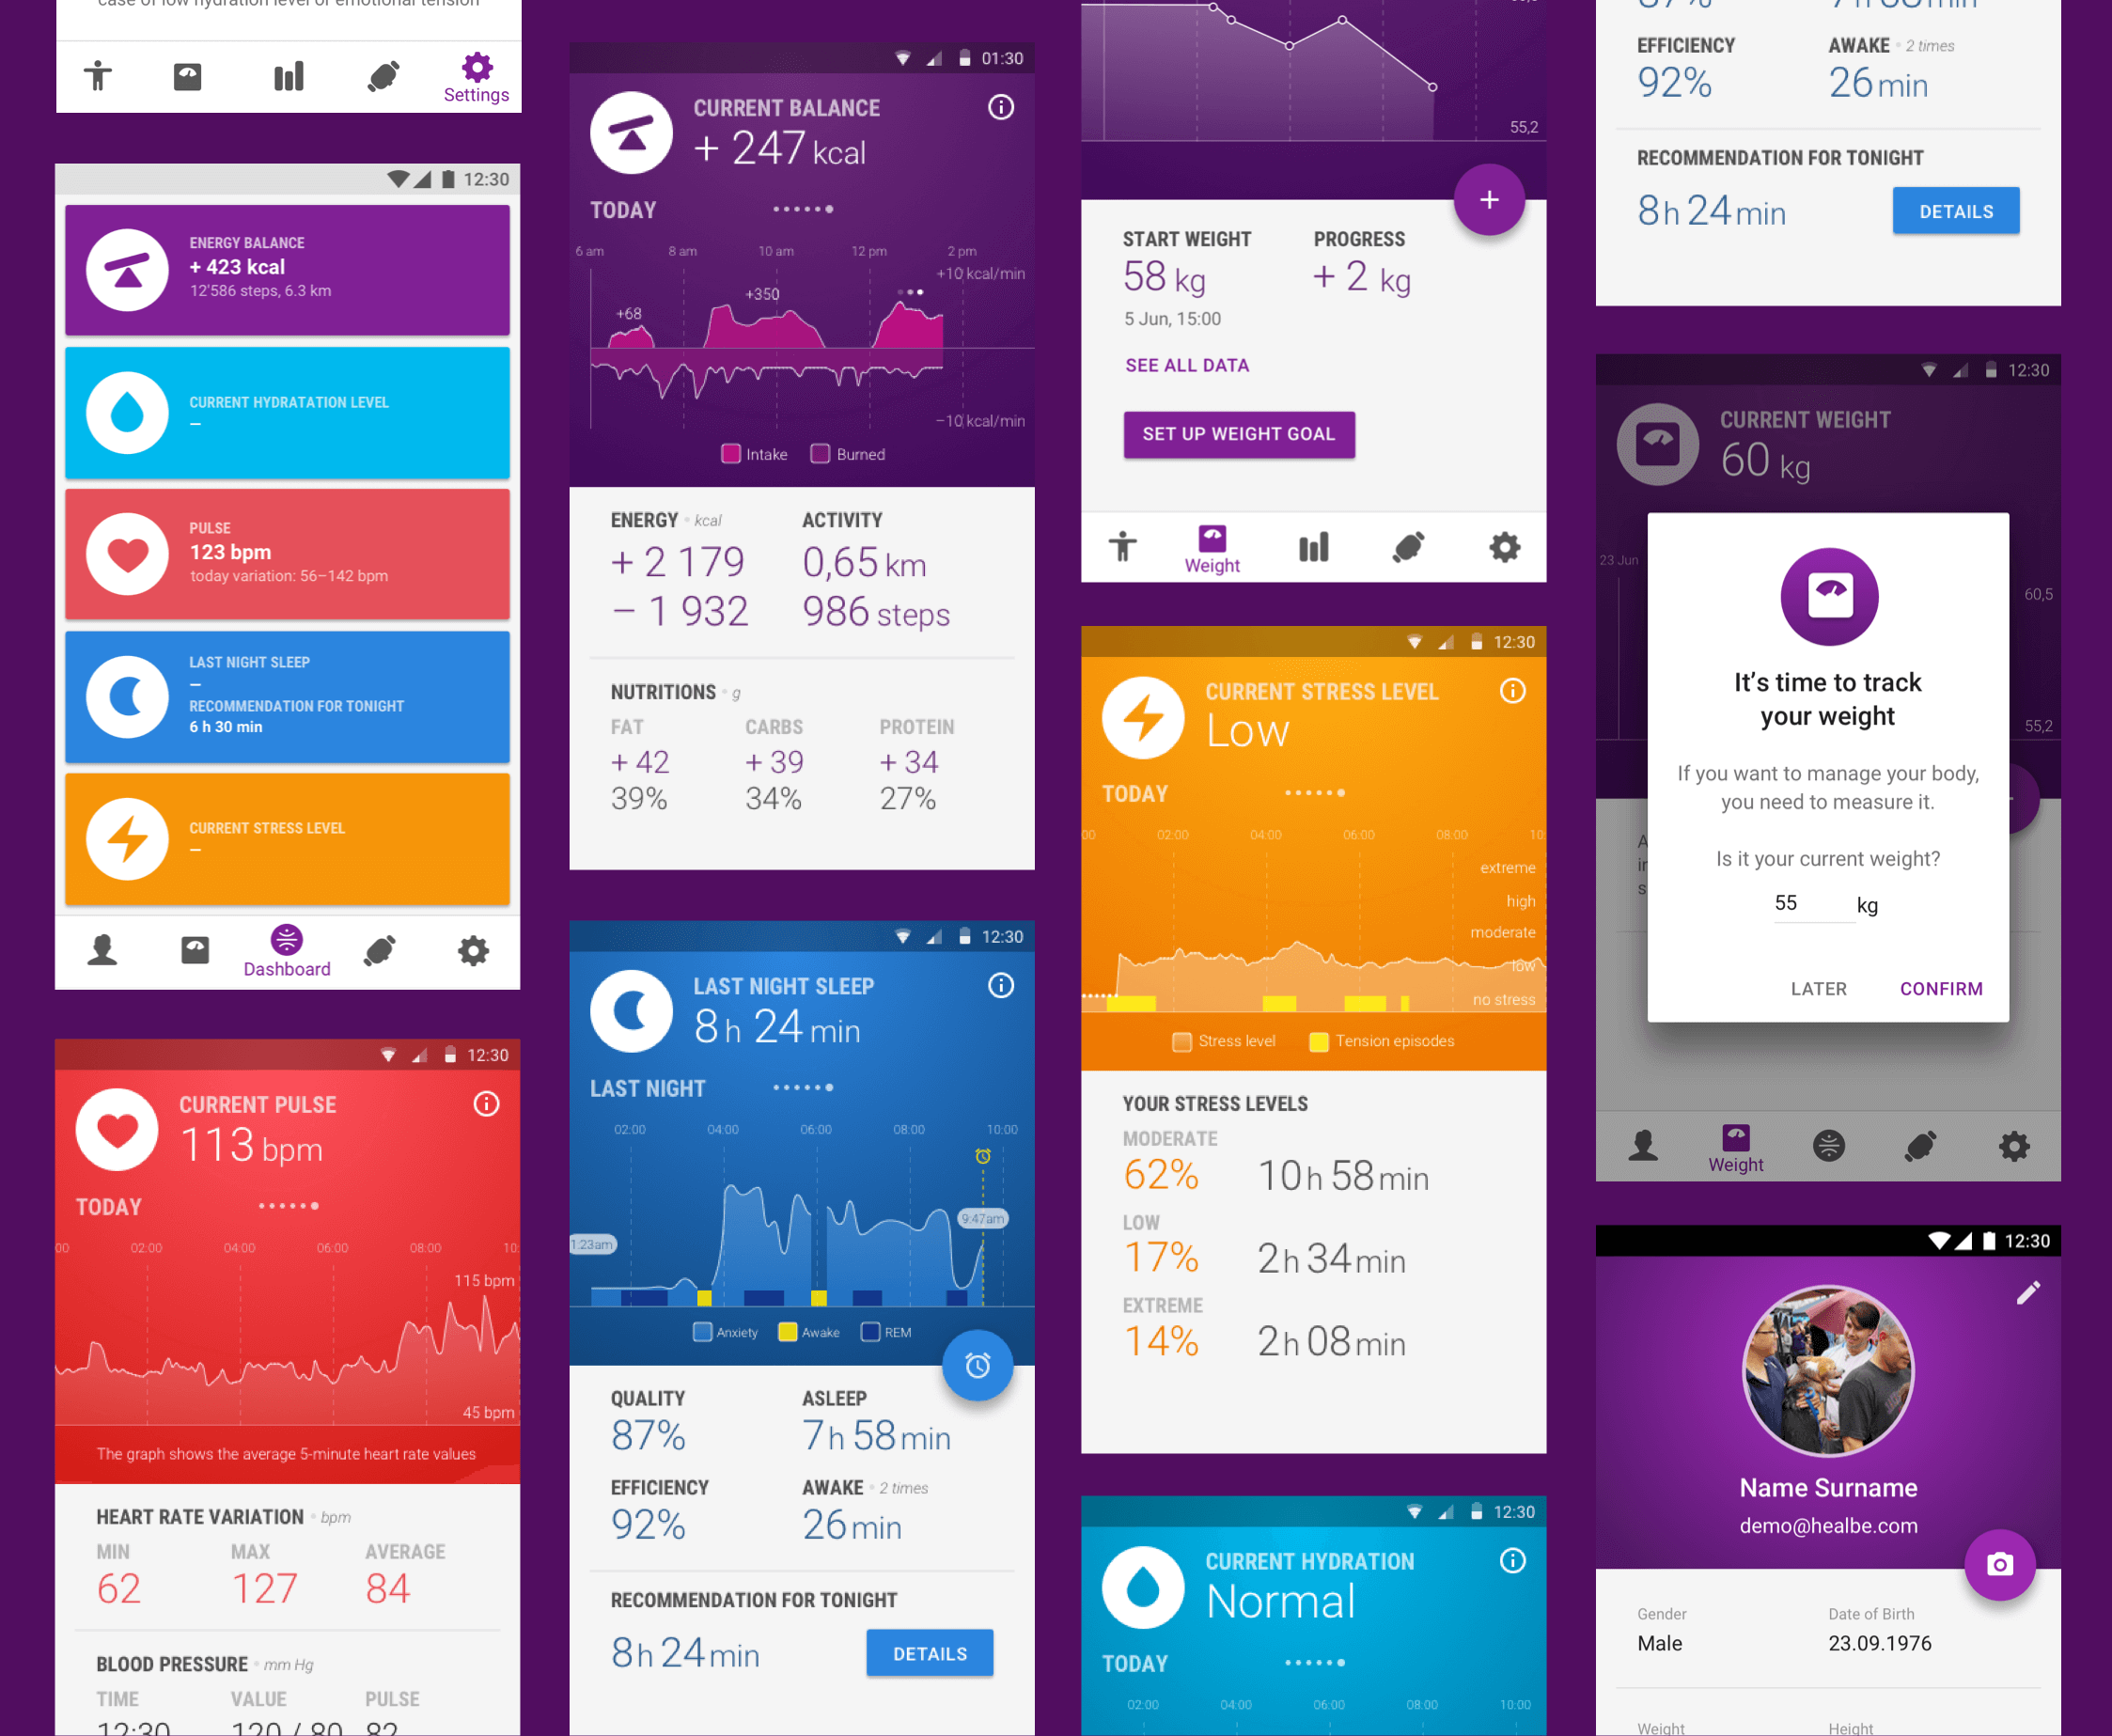 case of low hydration level or emotional tension
Settings
12:30
ENERGY BALANCE
+ 423 kcal
12'586 steps, 6.3 km
CURRENT HYDRATATION LEVEL
–
PULSE
123 bpm
today variation: 56–142 bpm
LAST NIGHT SLEEP
–
RECOMMENDATION FOR TONIGHT
6 h 30 min
CURRENT STRESS LEVEL
–
Dashboard
12:30
CURRENT PULSE
113 bpm
TODAY
00 02:00 04:00 06:00 08:00 10:
115 bpm
45 bpm
The graph shows the average 5-minute heart rate values
HEART RATE VARIATION • bpm
MIN MAX AVERAGE
62 127 84
BLOOD PRESSURE • mm Hg
TIME VALUE PULSE
12:30 120 / 80 82
01:30
CURRENT BALANCE
+ 247 kcal
TODAY
6 am 8 am 10 am 12 pm 2 pm
+10 kcal/min
+350
+68
–10 kcal/min
Intake Burned
ENERGY • kcal ACTIVITY
+ 2 179 0,65 km
– 1 932 986 steps
NUTRITIONS • g
FAT CARBS PROTEIN
+ 42 + 39 + 34
39% 34% 27%
12:30
LAST NIGHT SLEEP
8 h 24 min
LAST NIGHT
02:00 04:00 06:00 08:00 10:00
9:47am
1:23am
Anxiety Awake REM
QUALITY ASLEEP
87% 7 h 58 min
EFFICIENCY AWAKE • 2 times
92% 26 min
RECOMMENDATION FOR TONIGHT
8 h 24 min DETAILS
55,2
+
START WEIGHT PROGRESS
58 kg + 2 kg
5 Jun, 15:00
SEE ALL DATA
SET UP WEIGHT GOAL
Weight
12:30
CURRENT STRESS LEVEL
Low
TODAY
00 02:00 04:00 06:00 08:00 10:
extreme
high
moderate
low
no stress
Stress level Tension episodes
YOUR STRESS LEVELS
MODERATE
62% 10 h 58 min
LOW
17% 2 h 34 min
EXTREME
14% 2 h 08 min
12:30
CURRENT HYDRATION
Normal
TODAY
02:00 04:00 06:00 08:00 10:00
87% 7 h 58 min
EFFICIENCY AWAKE • 2 times
92% 26 min
RECOMMENDATION FOR TONIGHT
8 h 24 min DETAILS
12:30
CURRENT WEIGHT
60 kg
23 Jun
60,5
55,2
It's time to track
your weight
If you want to manage your body,
you need to measure it.
Is it your current weight?
55 kg
LATER CONFIRM
Weight
12:30
Name Surname
demo@healbe.com
Gender Date of Birth
Male 23.09.1976
Weight Height